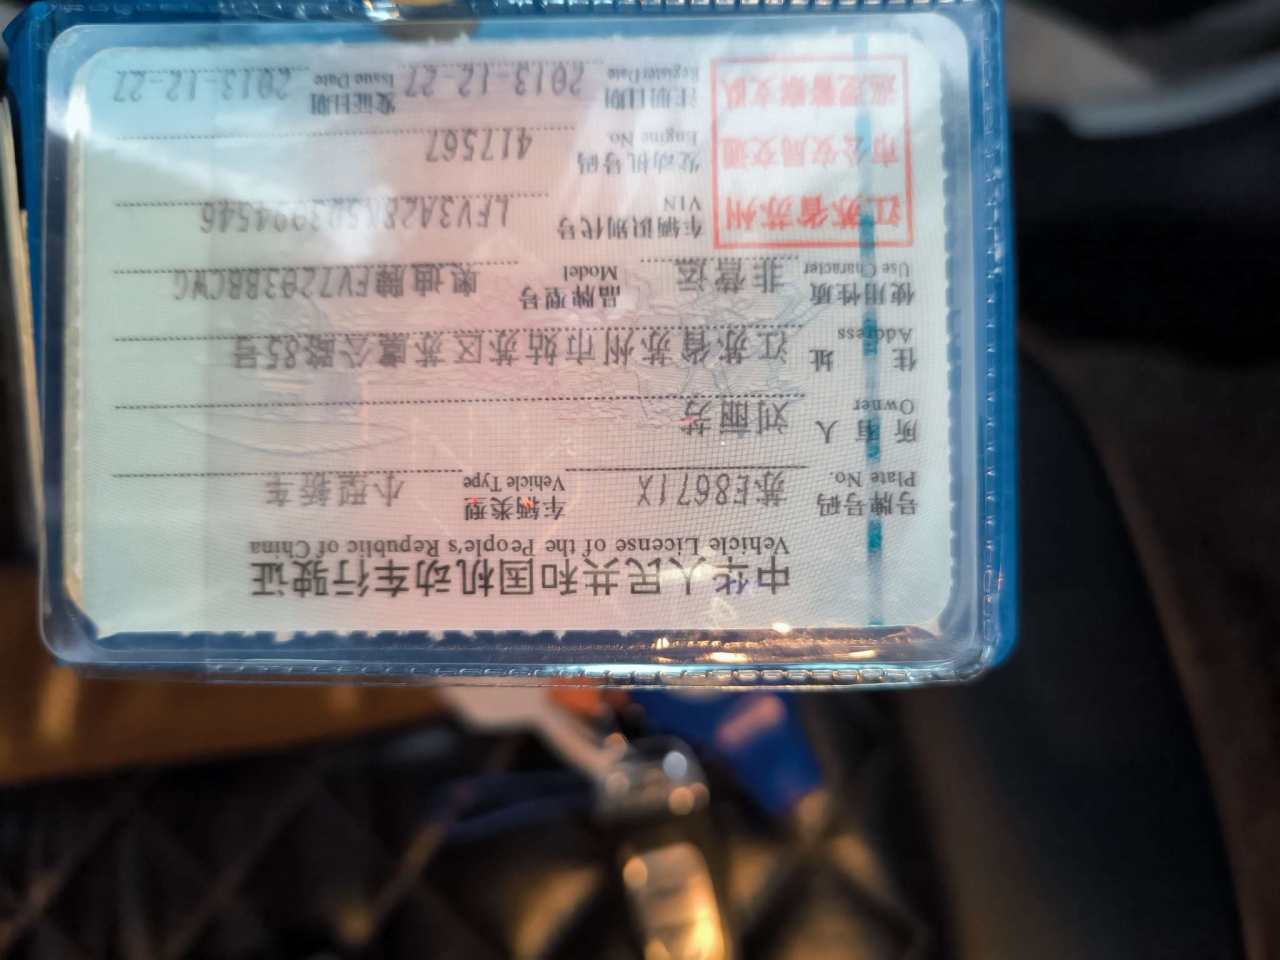 中华人民共和国机动车行驶证
Vehicle License of the People's Republic of China
号牌号码 苏E8671X 车辆类型 小型轿车
Plate No. Vehicle Type
所有人 刘丽芳
Owner
住址 江苏省苏州市姑苏区苏虞公路85号
Address
使用性质 非营运 品牌型号 奥迪牌FV7203BBCWG
Use Character Model
江苏省苏州市公安局交通巡逻警察支队
车辆识别代号
VIN
发动机号码 417567
Engine No.
注册日期 2013-12-27 发证日期 2013-12-27
Register Date Issue Date